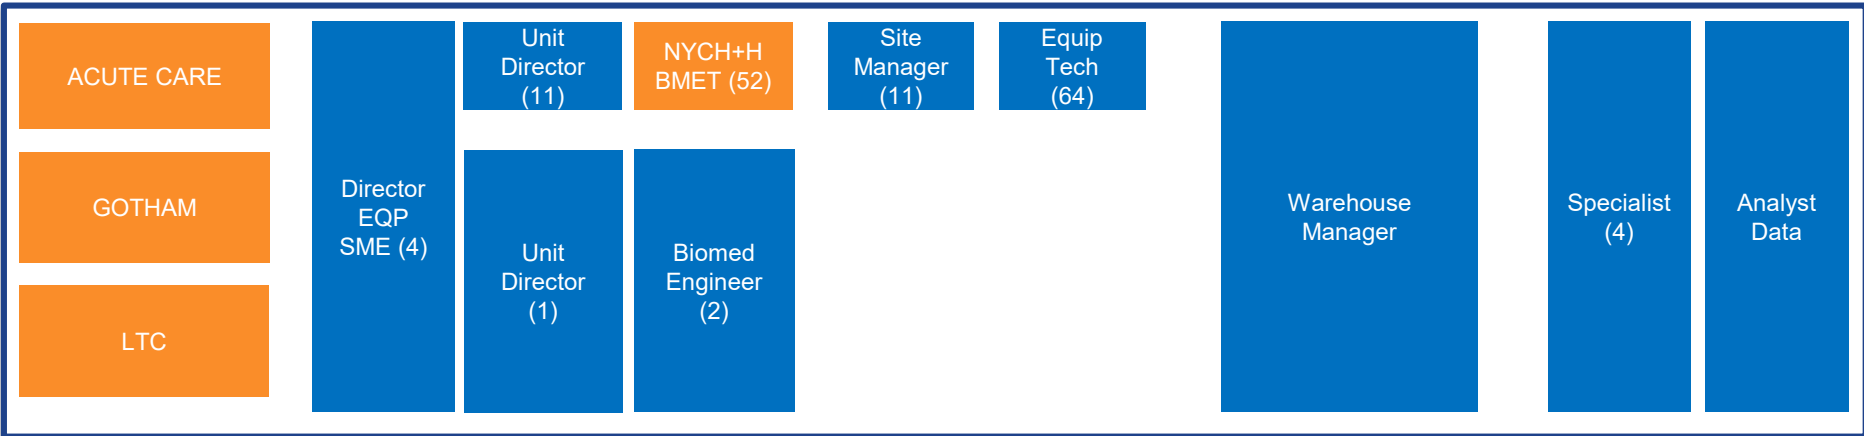 ACUTE CARE
GOTHAM
LTC
Director
EQP
SME (4)
Unit
Director
(11)
NYCH+H
BMET (52)
Site
Manager
(11)
Equip
Tech
(64)
Unit
Director
(1)
Biomed
Engineer
(2)
Warehouse
Manager
Specialist
(4)
Analyst
Data